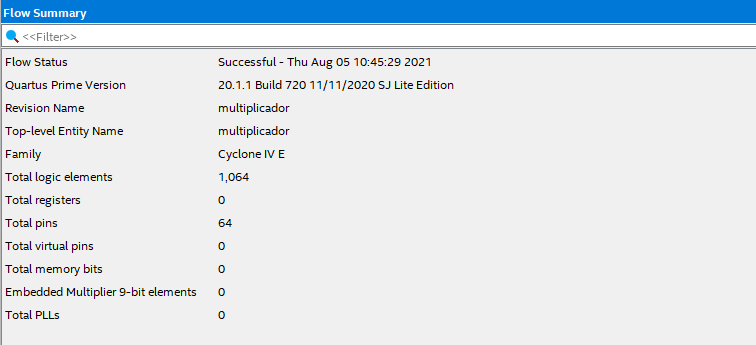 Flow Summary
<<Filter>>
Flow Status Successful - Thu Aug 05 10:45:29 2021
Quartus Prime Version 20.1.1 Build 720 11/11/2020 SJ Lite Edition
Revision Name multiplicador
Top-level Entity Name multiplicador
Family Cyclone IV E
Total logic elements 1,064
Total registers 0
Total pins 64
Total virtual pins 0
Total memory bits 0
Embedded Multiplier 9-bit elements 0
Total PLLs 0